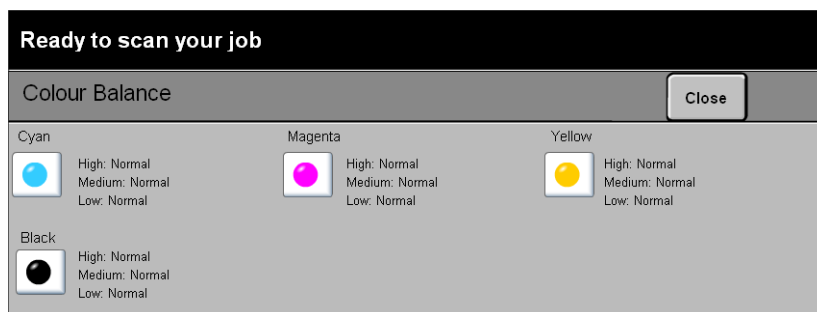 Ready to scan your job
Colour Balance
Close
Cyan
High: Normal
Medium: Normal
Low: Normal
Magenta
High: Normal
Medium: Normal
Low: Normal
Yellow
High: Normal
Medium: Normal
Low: Normal
Black
High: Normal
Medium: Normal
Low: Normal